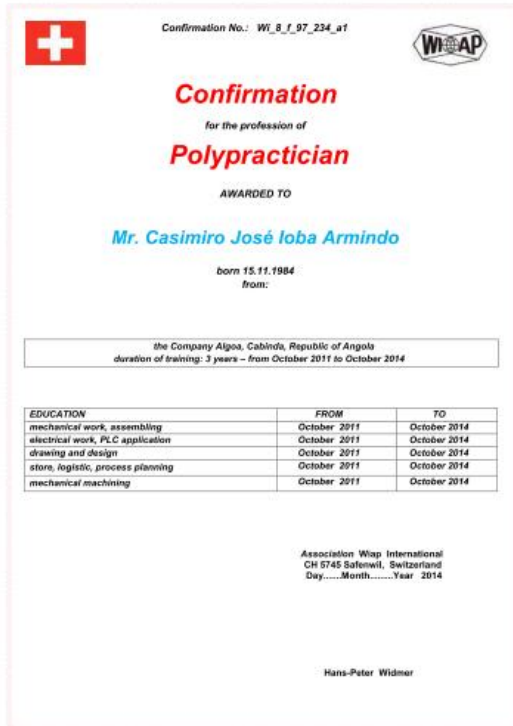 Confirmation No.: Wi_8_f_97_234_a1
WIAP
Confirmation
for the profession of
Polypractician
AWARDED TO
Mr. Casimiro José Ioba Armindo
born 15.11.1984
from:
the Company Algoa, Cabinda, Republic of Angola
duration of training: 3 years – from October 2011 to October 2014
EDUCATION FROM TO
mechanical work, assembling October 2011 October 2014
electrical work, PLC application October 2011 October 2014
drawing and design October 2011 October 2014
store, logistic, process planning October 2011 October 2014
mechanical machining October 2011 October 2014
Association Wiap International
CH 5745 Safenwil, Switzerland
Day......Month........Year 2014
Hans-Peter Widmer